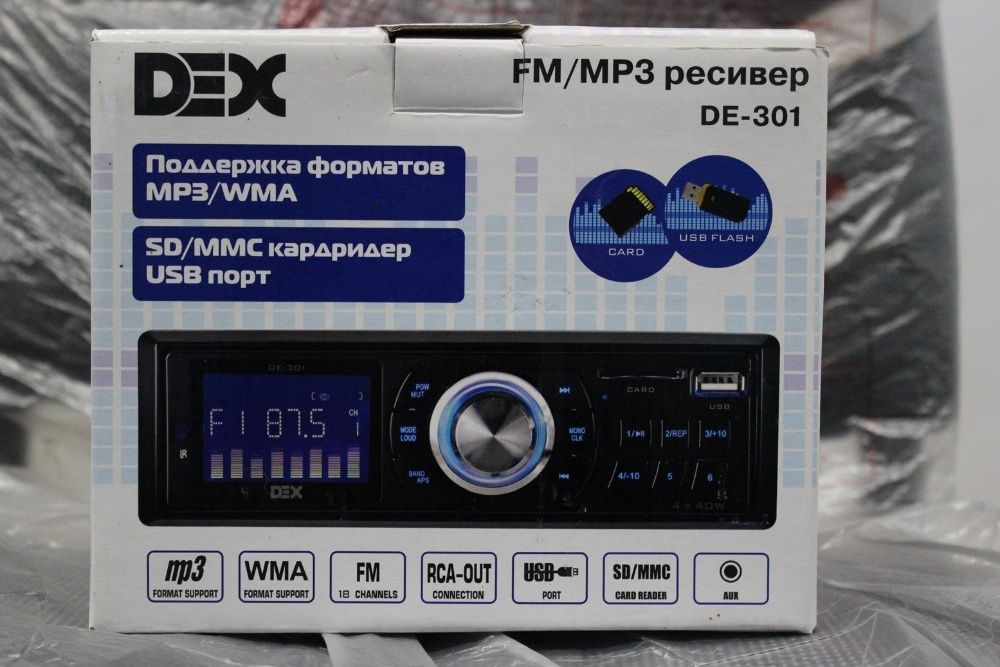 DEX
FM/MP3 ресивер
DE-301
Поддержка форматов
MP3/WMA
SD/MMC кардридер
USB порт
CARD
USB FLASH
DE-301
F1 87.5
CH
1
IR
DEX
POW
MUT
MODE
LOUD
BAND
APS
MONO
CLK
CARD
USB
1/
2/REP
3/+10
4/-10
5
6
4 x 40W
mp3
FORMAT SUPPORT
WMA
FORMAT SUPPORT
FM
18 CHANNELS
RCA-OUT
CONNECTION
USB
PORT
SD/MMC
CARD READER
AUX